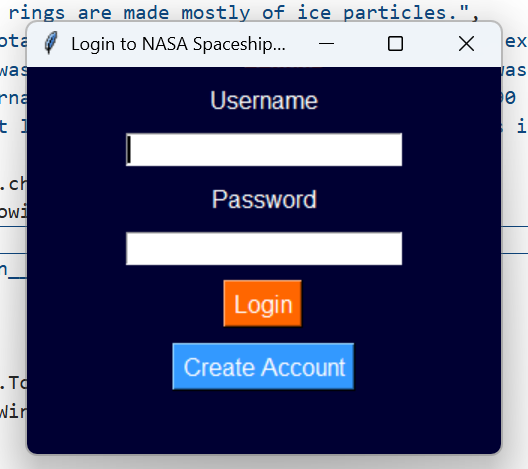 rings are made mostly of ice particles.",
Login to NASA Spaceship...
Username
Password
Login
Create Account